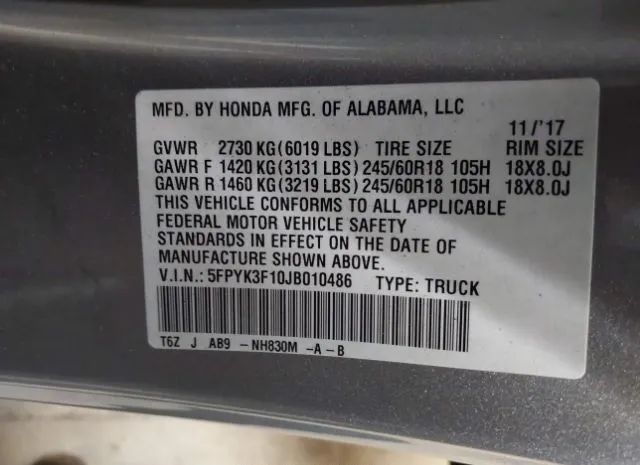 MFD. BY HONDA MFG. OF ALABAMA, LLC
11/'17
GVWR 2730 KG(6019 LBS) TIRE SIZE RIM SIZE
GAWR F 1420 KG(3131 LBS) 245/60R18 105H 18X8.0J
GAWR R 1460 KG(3219 LBS) 245/60R18 105H 18X8.0J
THIS VEHICLE CONFORMS TO ALL APPLICABLE
FEDERAL MOTOR VEHICLE SAFETY
STANDARDS IN EFFECT ON THE DATE OF
MANUFACTURE SHOWN ABOVE.
V.I.N.: 5FPYK3F10JB010486 TYPE: TRUCK
T6Z J AB9 -NH830M -A-B